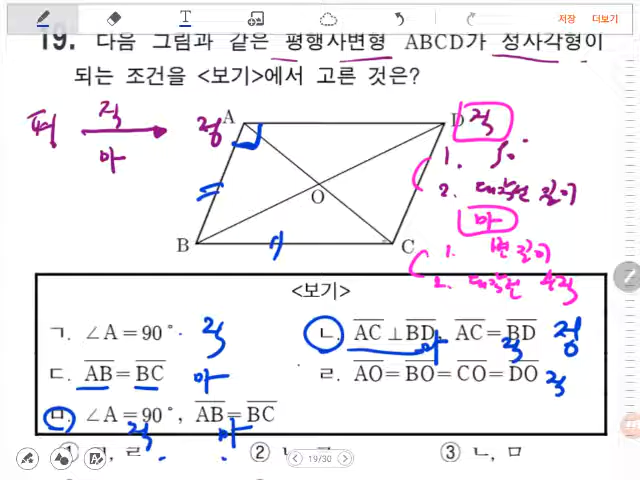 저장 더보기
19. 다음 그림과 같은 평행사변형 ABCD가 정사각형이
되는 조건을 <보기>에서 고른 것은?
평 직 마 정
A D
B C
O
직
1.
2. 대각선 길이
마
1. 변 길이
2. 대각선 수직
<보기>
ㄱ. ∠A=90° 직
ㄴ. AC⊥BD, AC=BD 마 직 정
ㄷ. AB=BC 마
ㄹ. AO=BO=CO=DO 직
ㅁ. ∠A=90°, AB=BC 직 마
① ㄱ, ㄹ ② ③ ㄴ, ㅁ
19/30